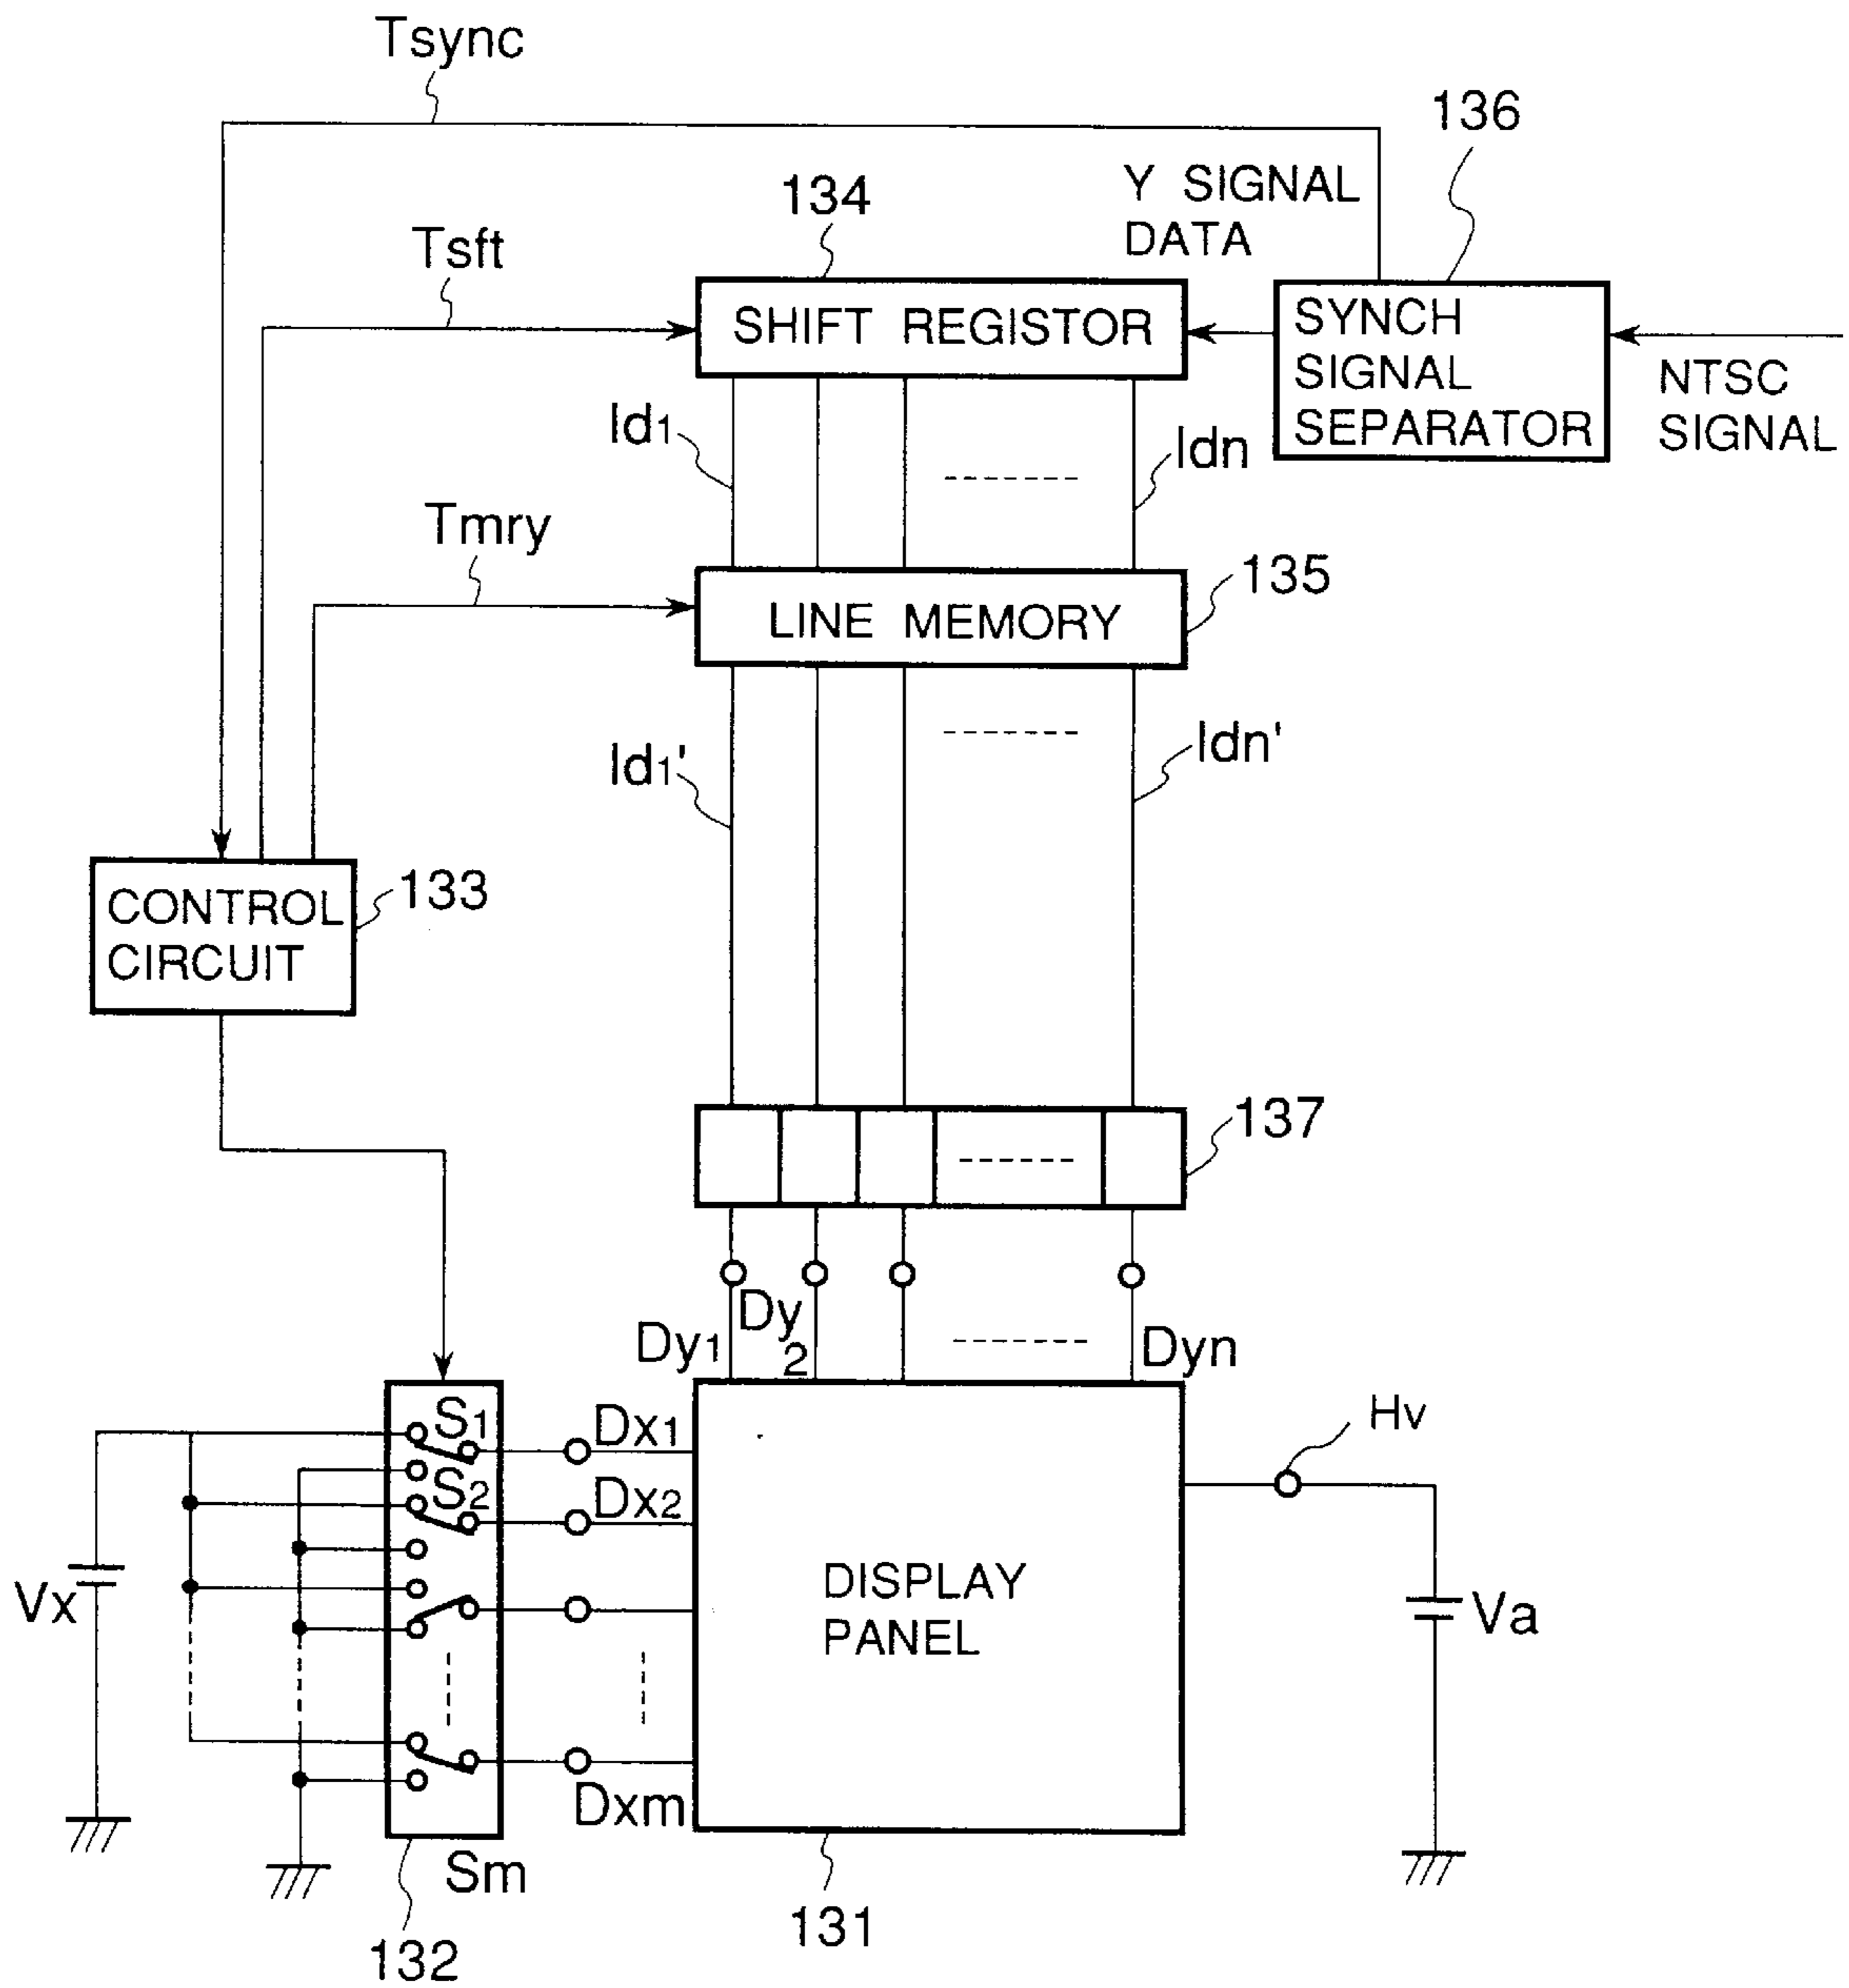 Tsync
136
134
Y SIGNAL
DATA
Tsft
SHIFT REGISTOR
SYNCH
SIGNAL
SEPARATOR
NTSC
SIGNAL
Id1
Idn
Tmry
135
LINE MEMORY
Id1'
Idn'
CONTROL
CIRCUIT
133
137
Dy1
Dy2
Dyn
S1
Dx1
Hv
S2
Dx2
Vx
DISPLAY
PANEL
Va
Dxm
Sm
132
131